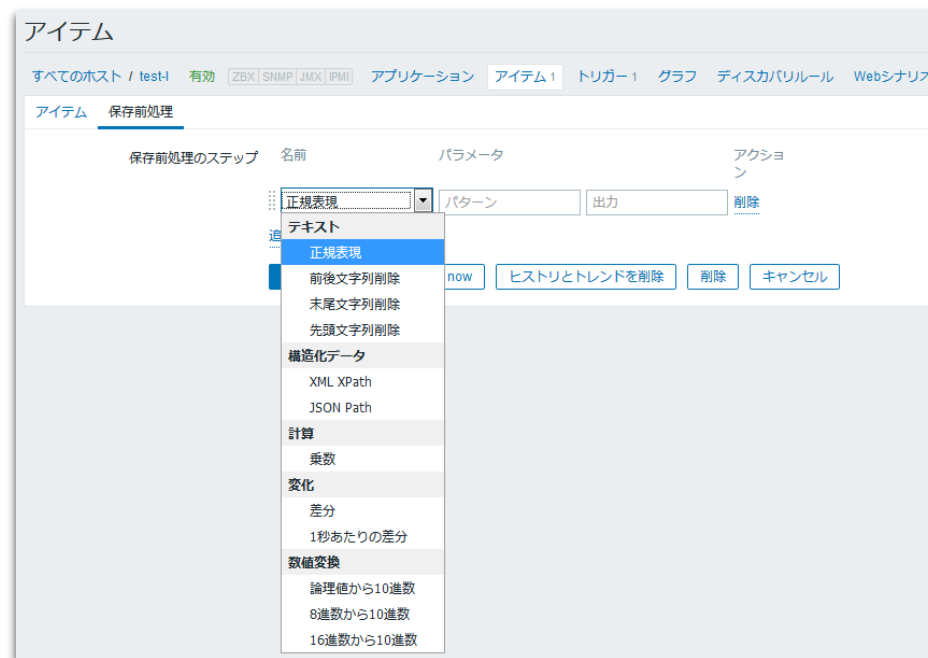 アイテム
すべてのホスト / test-l 有効 ZBX SNMP JMX IPMI アプリケーション アイテム 1 トリガー 1 グラフ ディスカバリルール Webシナリオ
アイテム 保存前処理
保存前処理のステップ 名前 パラメータ アクション
正規表現 パターン 出力 削除
追
now ヒストリとトレンドを削除 削除 キャンセル
テキスト
正規表現
前後文字列削除
末尾文字列削除
先頭文字列削除
構造化データ
XML XPath
JSON Path
計算
乗数
変化
差分
1秒あたりの差分
数値変換
論理値から10進数
8進数から10進数
16進数から10進数